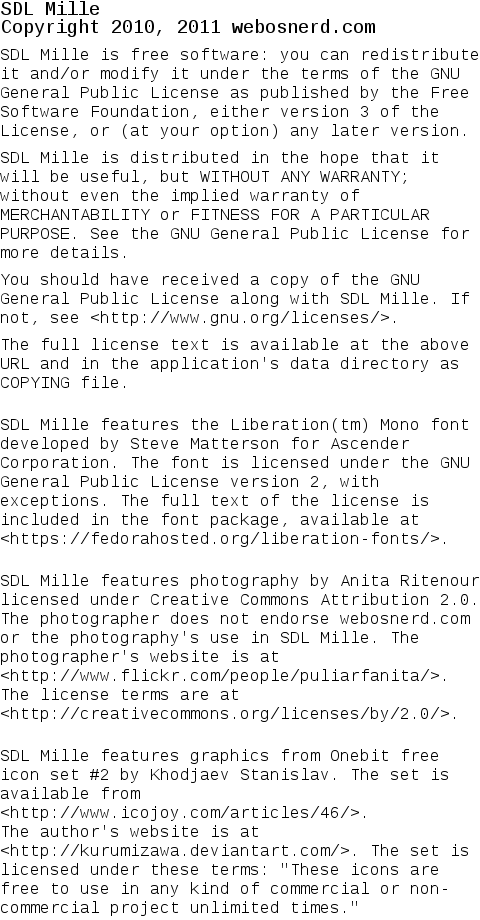 SDL Mille
Copyright 2010, 2011 webosnerd.com
SDL Mille is free software: you can redistribute
it and/or modify it under the terms of the GNU
General Public License as published by the Free
Software Foundation, either version 3 of the
License, or (at your option) any later version.
SDL Mille is distributed in the hope that it
will be useful, but WITHOUT ANY WARRANTY;
without even the implied warranty of
MERCHANTABILITY or FITNESS FOR A PARTICULAR
PURPOSE. See the GNU General Public License for
more details.
You should have received a copy of the GNU
General Public License along with SDL Mille. If
not, see <http://www.gnu.org/licenses/>.
The full license text is available at the above
URL and in the application's data directory as
COPYING file.
SDL Mille features the Liberation(tm) Mono font
developed by Steve Matterson for Ascender
Corporation. The font is licensed under the GNU
General Public License version 2, with
exceptions. The full text of the license is
included in the font package, available at
<https://fedorahosted.org/liberation-fonts/>.
SDL Mille features photography by Anita Ritenour
licensed under Creative Commons Attribution 2.0.
The photographer does not endorse webosnerd.com
or the photography's use in SDL Mille. The
photographer's website is at
<http://www.flickr.com/people/puliarfanita/>.
The license terms are at
<http://creativecommons.org/licenses/by/2.0/>.
SDL Mille features graphics from Onebit free
icon set #2 by Khodjaev Stanislav. The set is
available from
<http://www.icojoy.com/articles/46/>.
The author's website is at
<http://kurumizawa.deviantart.com/>. The set is
licensed under these terms: "These icons are
free to use in any kind of commercial or non-
commercial project unlimited times."